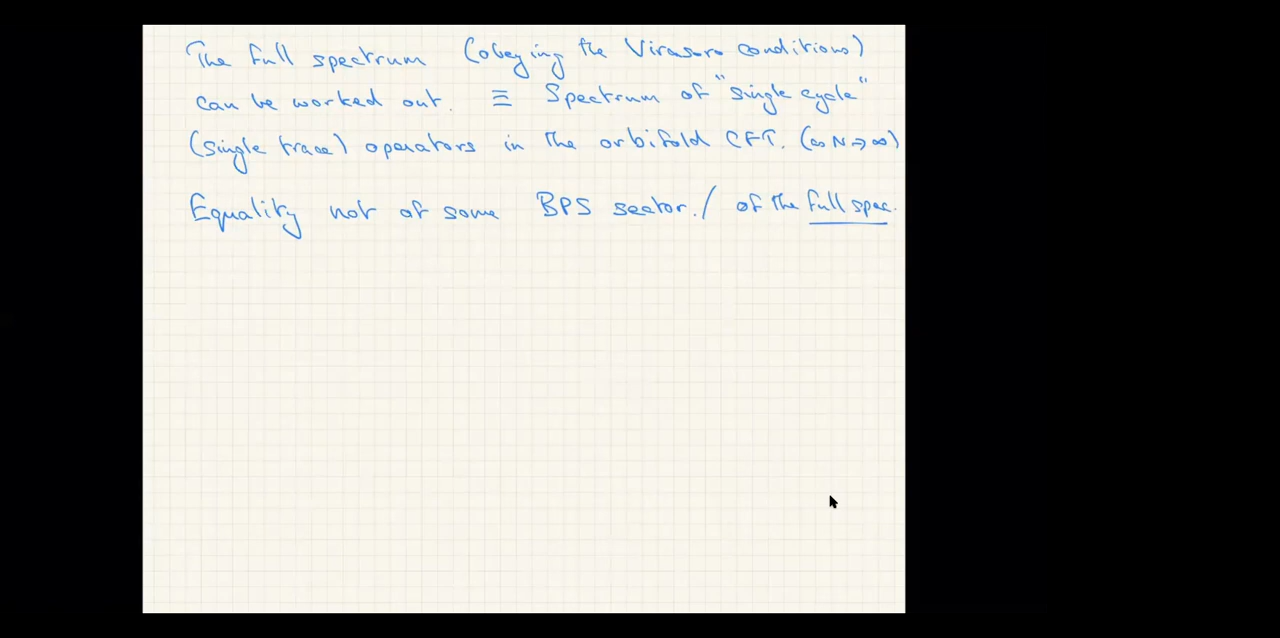 The full spectrum (obeying the Virasoro conditions)
can be worked out. ≡ Spectrum of "single cycle"
(single trace) operators in the orbifold CFT. (as N→∞)
Equality not of some BPS sector / of the full spec.